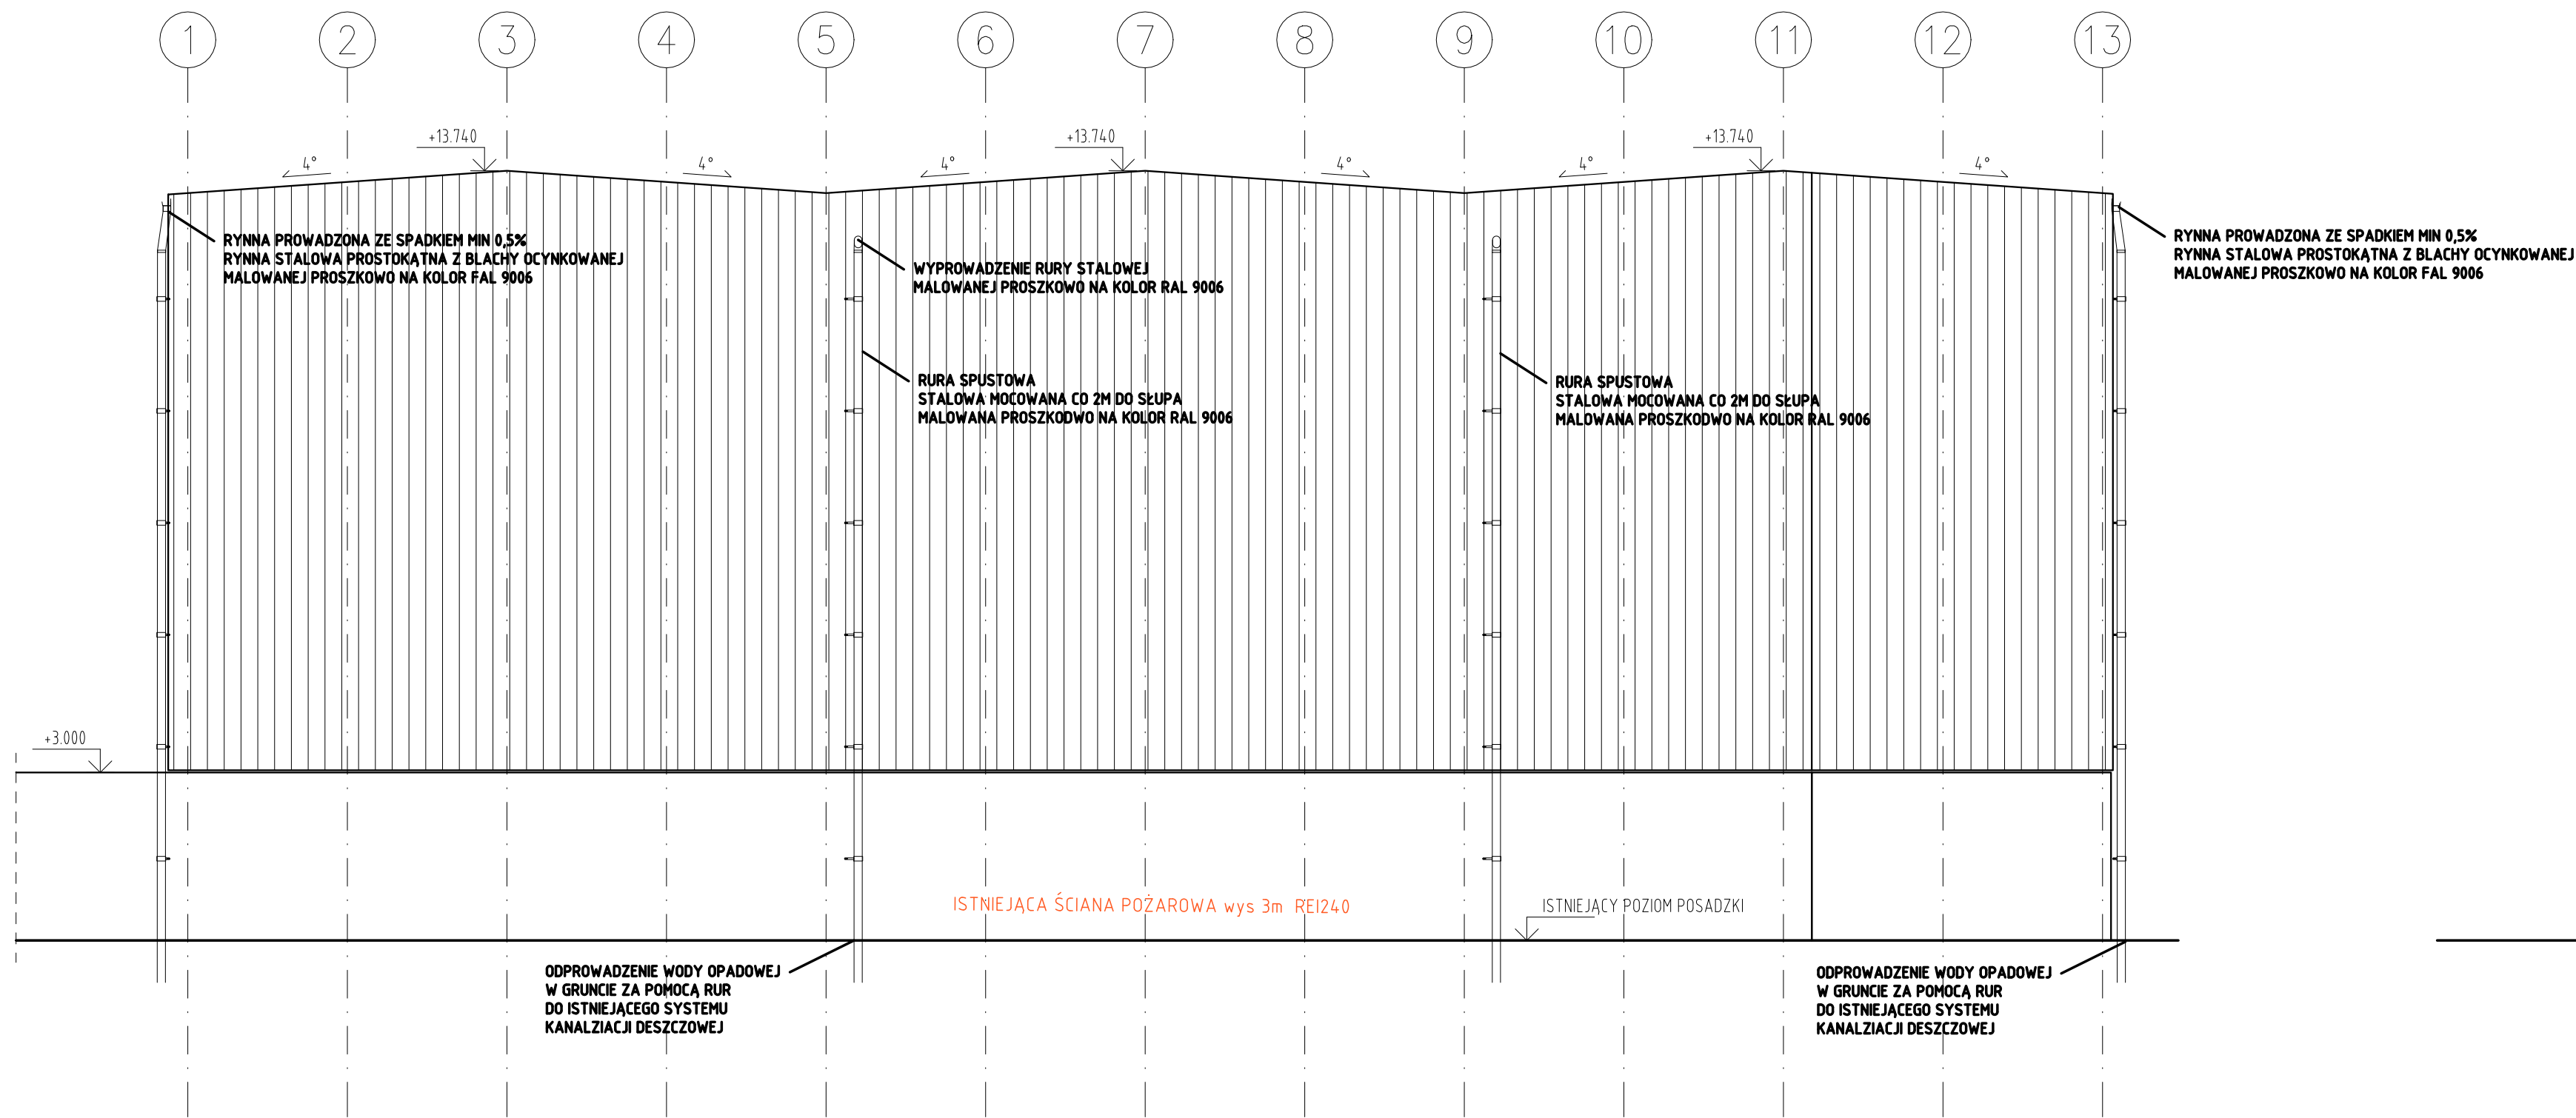 1 2 3 4 5 6 7 8 9 10 11 12 13
+13.740 +13.740 +13.740
4° 4° 4° 4° 4° 4°
RYNNA PROWADZONA ZE SPADKIEM MIN 0,5%
RYNNA STALOWA PROSTOKĄTNA Z BLACHY OCYNKOWANEJ
MALOWANEJ PROSZKOWO NA KOLOR FAL 9006
WYPROWADZENIE RURY STALOWEJ
MALOWANEJ PROSZKOWO NA KOLOR RAL 9006
RYNNA PROWADZONA ZE SPADKIEM MIN 0,5%
RYNNA STALOWA PROSTOKĄTNA Z BLACHY OCYNKOWANEJ
MALOWANEJ PROSZKOWO NA KOLOR FAL 9006
RURA SPUSTOWA
STALOWA MOCOWANA CO 2M DO SŁUPA
MALOWANA PROSZKODWO NA KOLOR RAL 9006
RURA SPUSTOWA
STALOWA MOCOWANA CO 2M DO SŁUPA
MALOWANA PROSZKODWO NA KOLOR RAL 9006
+3.000
ISTNIEJĄCA ŚCIANA POŻAROWA wys 3m REI240
ISTNIEJĄCY POZIOM POSADZKI
ODPROWADZENIE WODY OPADOWEJ
W GRUNCIE ZA POMOCĄ RUR
DO ISTNIEJĄCEGO SYSTEMU
KANALZIACJI DESZCZOWEJ
ODPROWADZENIE WODY OPADOWEJ
W GRUNCIE ZA POMOCĄ RUR
DO ISTNIEJĄCEGO SYSTEMU
KANALZIACJI DESZCZOWEJ